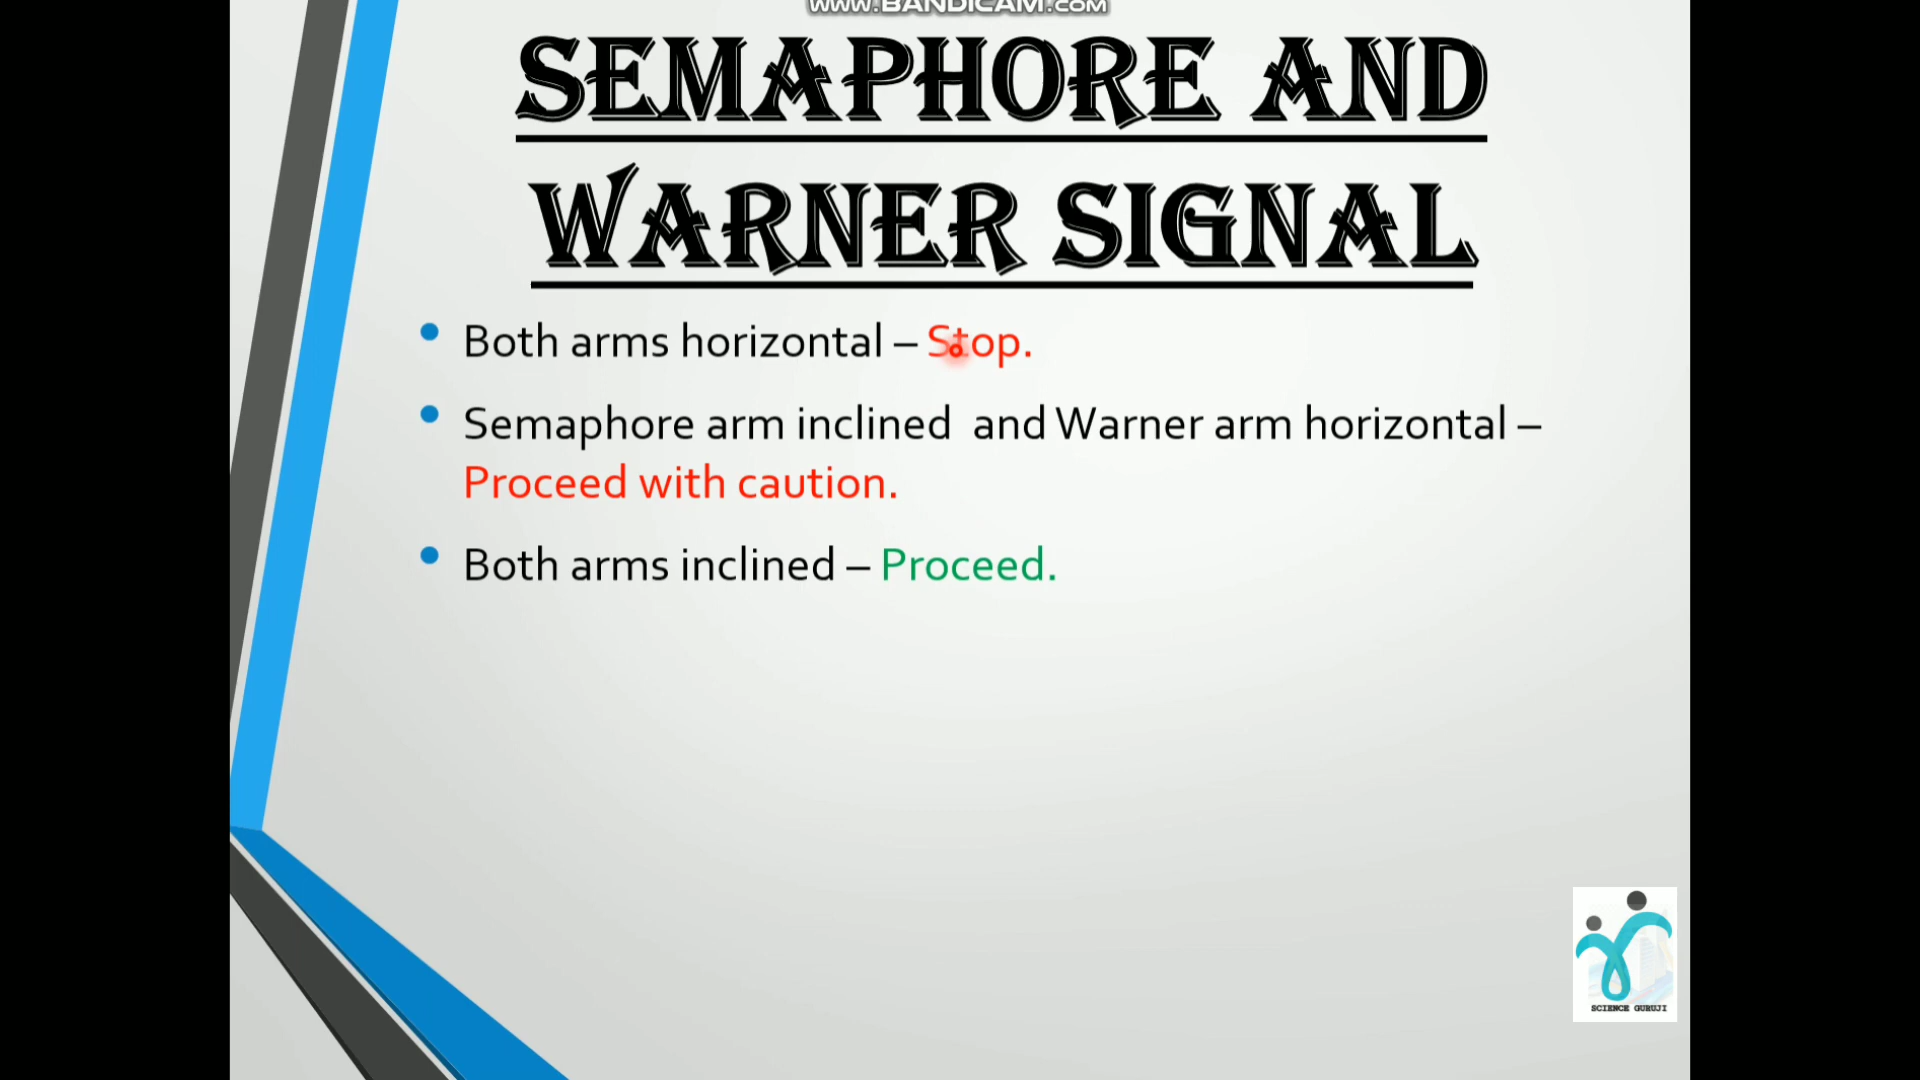 WWW.BANDICAM.COM
SEMAPHORE AND
WARNER SIGNAL
Both arms horizontal – Stop.
Semaphore arm inclined and Warner arm horizontal –
Proceed with caution.
Both arms inclined – Proceed.
SCIENCE GURUJI